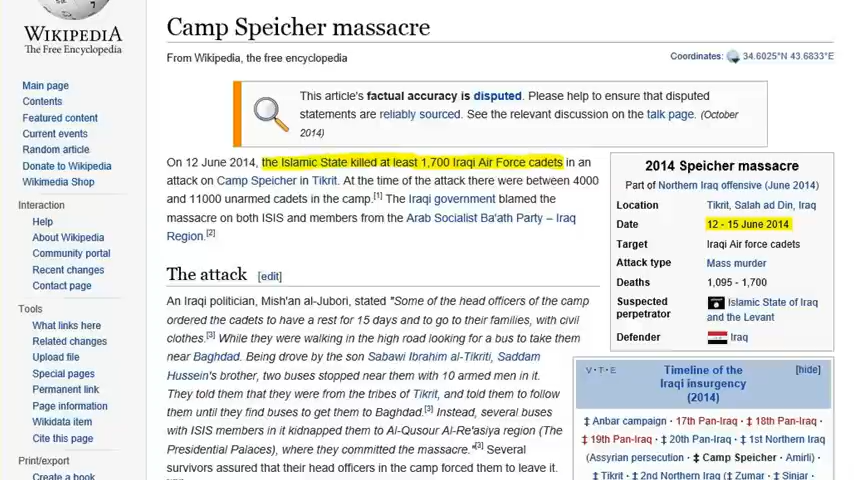 WIKIPEDIA
The Free Encyclopedia
Main page
Contents
Featured content
Current events
Random article
Donate to Wikipedia
Wikimedia Shop
Interaction
Help
About Wikipedia
Community portal
Recent changes
Contact page
Tools
What links here
Related changes
Upload file
Special pages
Permanent link
Page information
Wikidata item
Cite this page
Print/export
Create a book
Camp Speicher massacre
From Wikipedia, the free encyclopedia
Coordinates: 34.6025°N 43.6833°E
This article's factual accuracy is disputed. Please help to ensure that disputed
statements are reliably sourced. See the relevant discussion on the talk page. (October
2014)
On 12 June 2014, the Islamic State killed at least 1,700 Iraqi Air Force cadets in an
attack on Camp Speicher in Tikrit. At the time of the attack there were between 4000
and 11000 unarmed cadets in the camp.[1] The Iraqi government blamed the
massacre on both ISIS and members from the Arab Socialist Ba'ath Party – Iraq
Region.[2]
The attack [edit]
An Iraqi politician, Mish'an al-Jubori, stated "Some of the head officers of the camp
ordered the cadets to have a rest for 15 days and to go to their families, with civil
clothes.[3] While they were walking in the high road looking for a bus to take them
near Baghdad. Being drove by the son Sabawi Ibrahim al-Tikriti, Saddam
Hussein's brother, two buses stopped near them with 10 armed men in it.
They told them that they were from the tribes of Tikrit, and told them to follow
them until they find buses to get them to Baghdad.[3] Instead, several buses
with ISIS members in it kidnapped them to Al-Qusour Al-Re'asiya region (The
Presidential Palaces), where they committed the massacre."[3] Several
survivors assured that their head officers in the camp forced them to leave it.
2014 Speicher massacre
Part of Northern Iraq offensive (June 2014)
Location Tikrit, Salah ad Din, Iraq
Date 12 - 15 June 2014
Target Iraqi Air force cadets
Attack type Mass murder
Deaths 1,095 - 1,700
Suspected Islamic State of Iraq
perpetrator and the Levant
Defender Iraq
V · T · E Timeline of the [hide]
Iraqi insurgency
(2014)
‡ Anbar campaign · 17th Pan-Iraq · ‡ 18th Pan-Iraq ·
‡ 19th Pan-Iraq · ‡ 20th Pan-Iraq · ‡ 1st Northern Iraq
(Assyrian persecution · ‡ Camp Speicher · Amirli) ·
‡ Tikrit · ‡ 2nd Northern Iraq (‡ Zumar · ‡ Sinjar ·